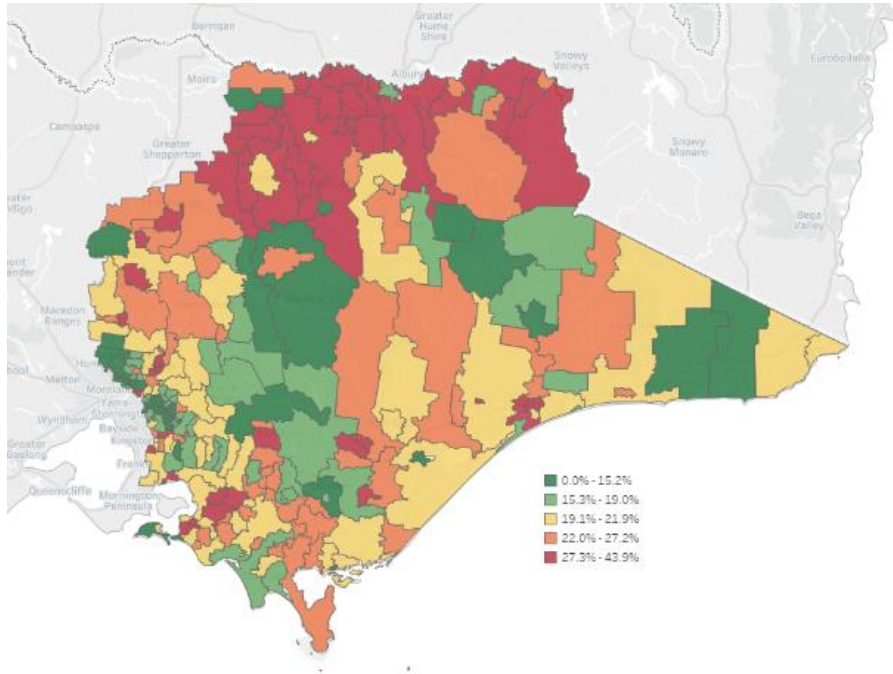 Berrigan
Greater
Hume
Shire
Snowy
Valleys
Eurobodalla
Moira
Albury
Campaspe
Greater
Shepparton
Snowy
Monaro
Bega
Valley
Macedon
Ranges
Melton
Wyndham
Yarra
Stonnington
Bayside
Kingston
Greater
Geelong
Queenscliffe
Mornington
Peninsula
0.0% - 15.2%
15.3% - 19.0%
19.1% - 21.9%
22.0% - 27.2%
27.3% - 43.9%